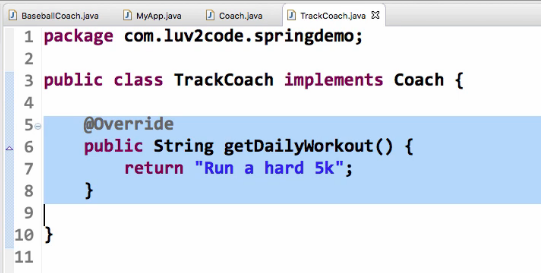 BaseballCoach.java MyApp.java Coach.java TrackCoach.java
1 package com.luv2code.springdemo;
2
3 public class TrackCoach implements Coach {
4
5 @Override
6 public String getDailyWorkout() {
7 return "Run a hard 5k";
8 }
9
10 }
11